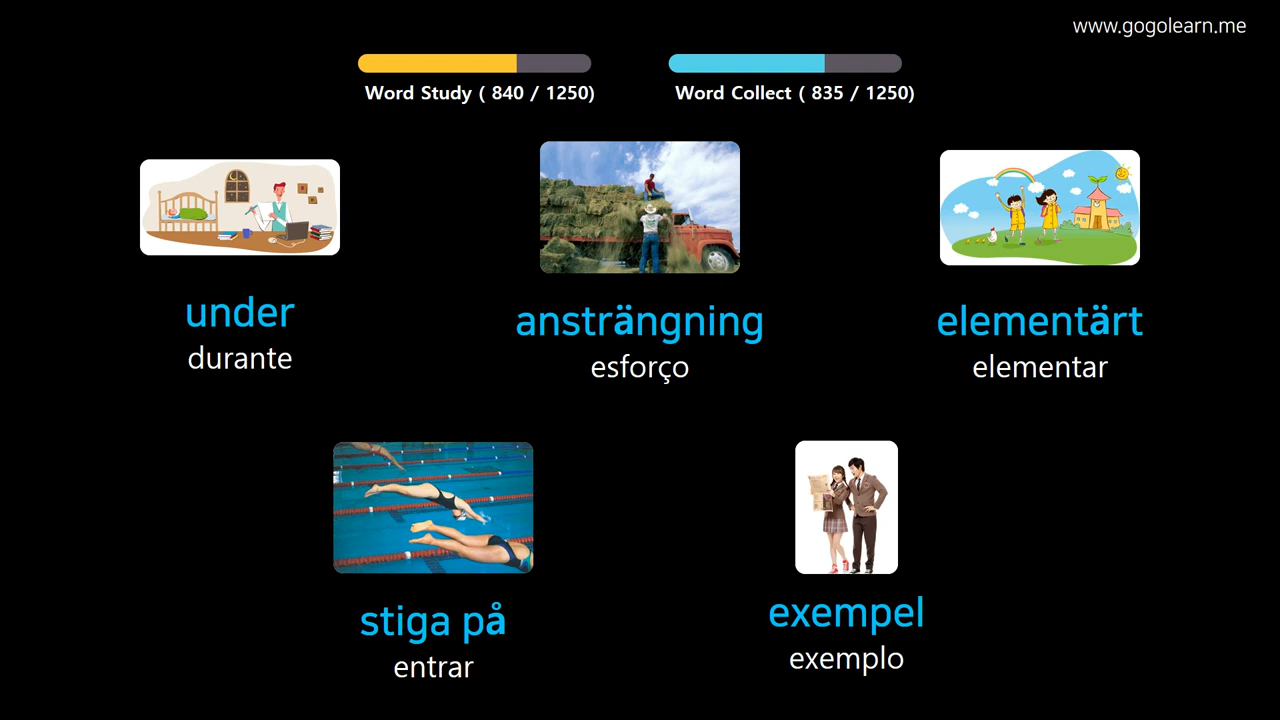 www.gogolearn.me
Word Study ( 840 / 1250)
Word Collect ( 835 / 1250)
under
durante
ansträngning
esforço
elementärt
elementar
stiga på
entrar
exempel
exemplo